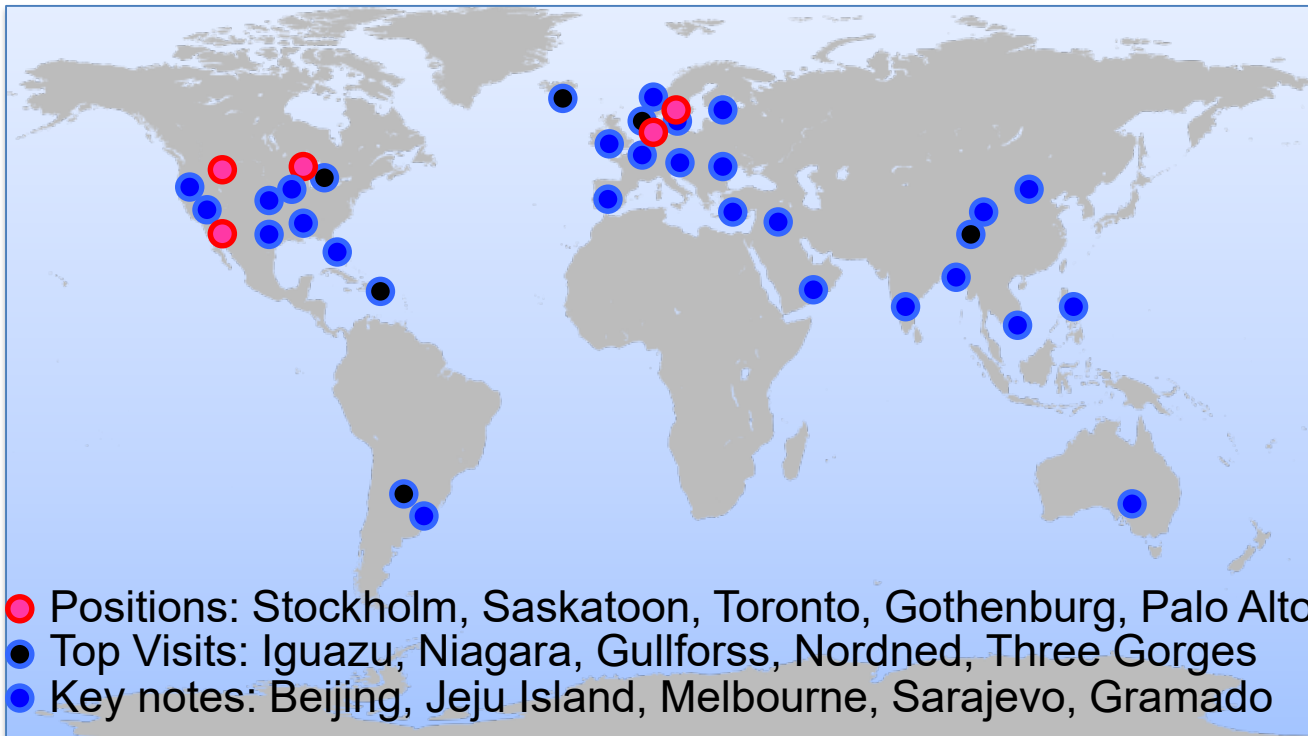 Positions: Stockholm, Saskatoon, Toronto, Gothenburg, Palo Alto
Top Visits: Iguazu, Niagara, Gullforss, Nordned, Three Gorges
Key notes: Beijing, Jeju Island, Melbourne, Sarajevo, Gramado